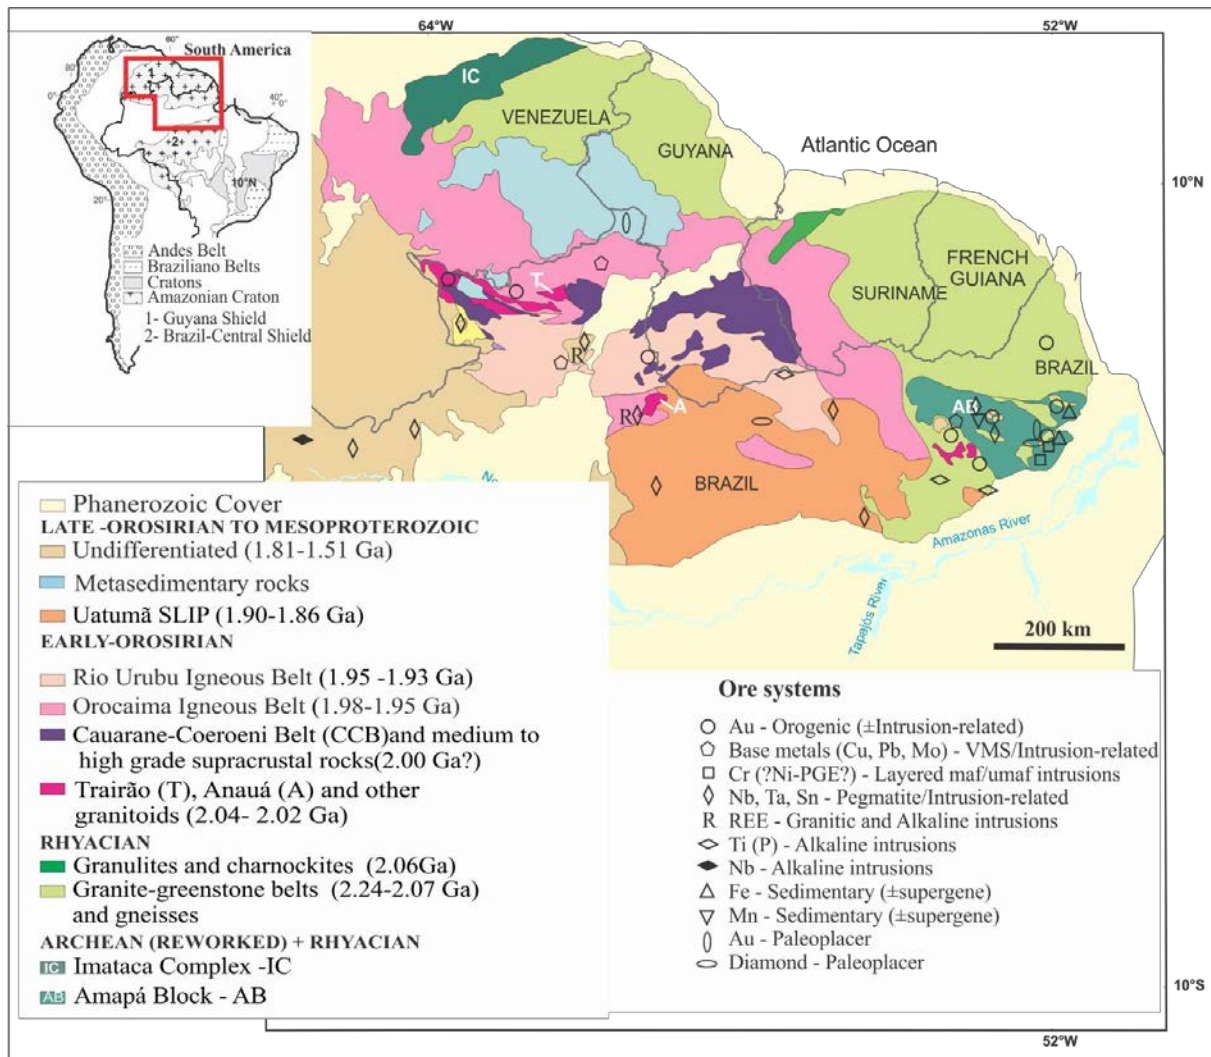 64°W
52°W
South America
60°
80°
0°
40°
0°
1
2
10°N
20°
Andes Belt
Braziliano Belts
Cratons
Amazonian Craton
1- Guyana Shield
2- Brazil-Central Shield
IC
VENEZUELA
GUYANA
Atlantic Ocean
10°N
T
FRENCH
GUIANA
SURINAME
BRAZIL
R
A
R
AB
BRAZIL
Amazonas River
Tapajós River
200 km
Phanerozoic Cover
LATE -OROSIRIAN TO MESOPROTEROZOIC
Undifferentiated (1.81-1.51 Ga)
Metasedimentary rocks
Uatumã SLIP (1.90-1.86 Ga)
EARLY-OROSIRIAN
Rio Urubu Igneous Belt (1.95 -1.93 Ga)
Orocaima Igneous Belt (1.98-1.95 Ga)
Cauarane-Coeroeni Belt (CCB)and medium to
high grade supracrustal rocks(2.00 Ga?)
Trairão (T), Anauá (A) and other
granitoids (2.04- 2.02 Ga)
RHYACIAN
Granulites and charnockites (2.06Ga)
Granite-greenstone belts (2.24-2.07 Ga)
and gneisses
ARCHEAN (REWORKED) + RHYACIAN
IC Imataca Complex -IC
AB Amapá Block - AB
Ore systems
Au - Orogenic (±Intrusion-related)
Base metals (Cu, Pb, Mo) - VMS/Intrusion-related
Cr (?Ni-PGE?) - Layered maf/umaf intrusions
Nb, Ta, Sn - Pegmatite/Intrusion-related
R REE - Granitic and Alkaline intrusions
Ti (P) - Alkaline intrusions
Nb - Alkaline intrusions
Fe - Sedimentary (±supergene)
Mn - Sedimentary (±supergene)
Au - Paleoplacer
Diamond - Paleoplacer
10°S
52°W